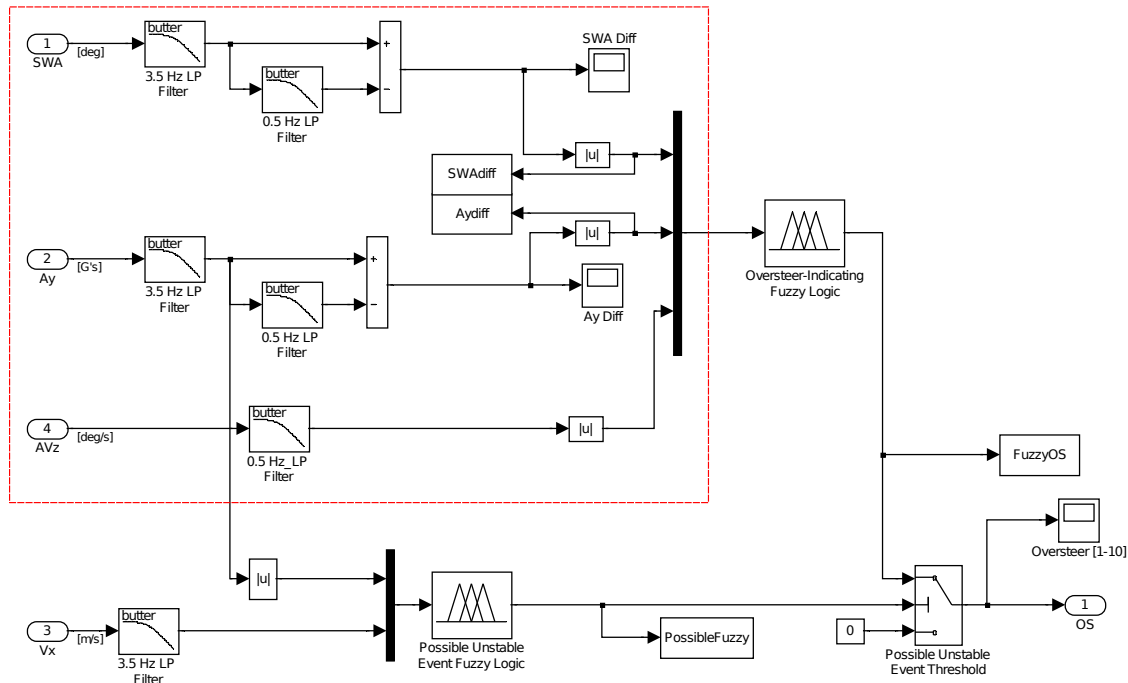 butter
1
SWA
[deg]
3.5 Hz LP
Filter
butter
0.5 Hz LP
Filter
+
−
SWA Diff
|u|
SWAdiff
Aydiff
|u|
butter
2
Ay
[G's]
3.5 Hz LP
Filter
butter
0.5 Hz LP
Filter
+
−
Ay Diff
Oversteer-Indicating
Fuzzy Logic
butter
4
AVz
[deg/s]
0.5 Hz_LP
Filter
|u|
FuzzyOS
Oversteer [1-10]
|u|
butter
3
Vx
[m/s]
3.5 Hz LP
Filter
Possible Unstable
Event Fuzzy Logic
PossibleFuzzy
0
Possible Unstable
Event Threshold
1
OS